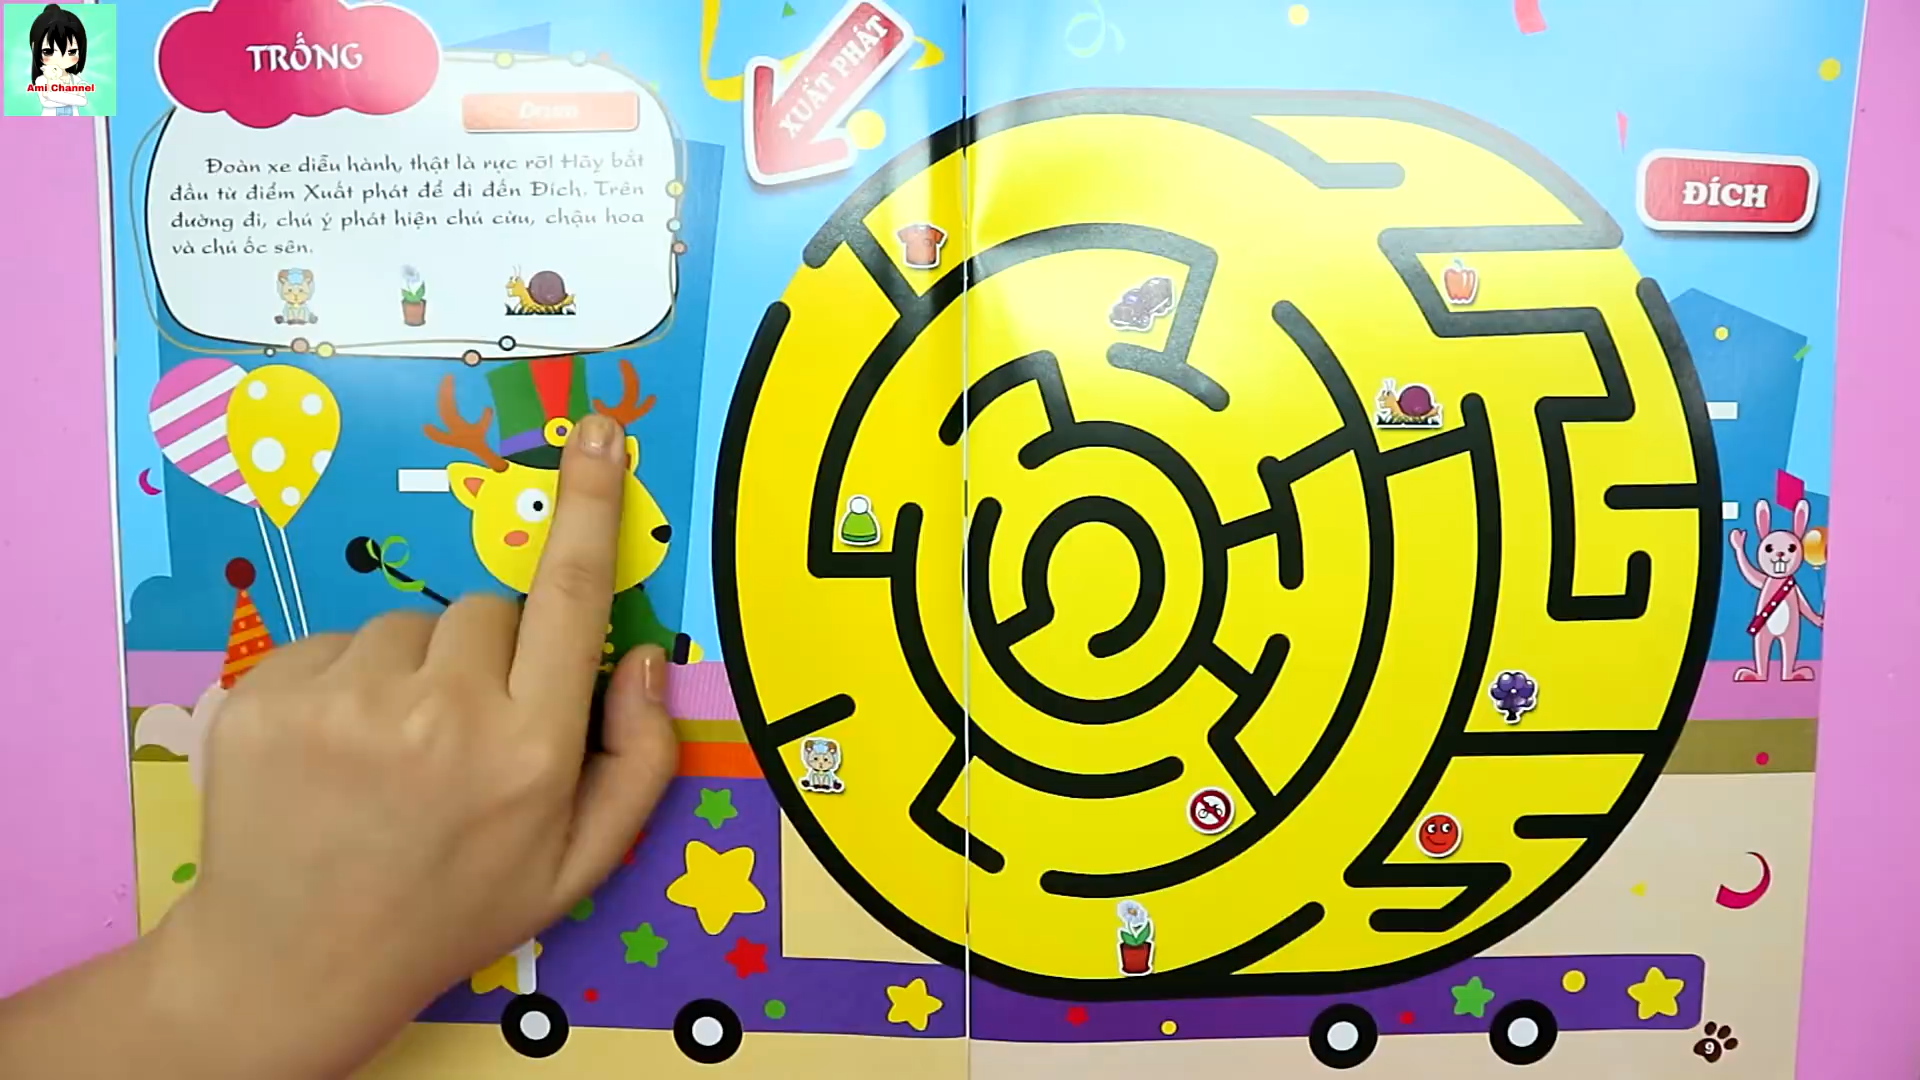 Ami Channel
TRỐNG
Drum
Đoàn xe diễu hành, thật là rực rỡ! Hãy bắt
đầu từ điểm Xuất phát để đi đến Đích. Trên
đường đi, chú ý phát hiện chú cừu, chậu hoa
và chú ốc sên.
XUẤT PHÁT
ĐÍCH
9